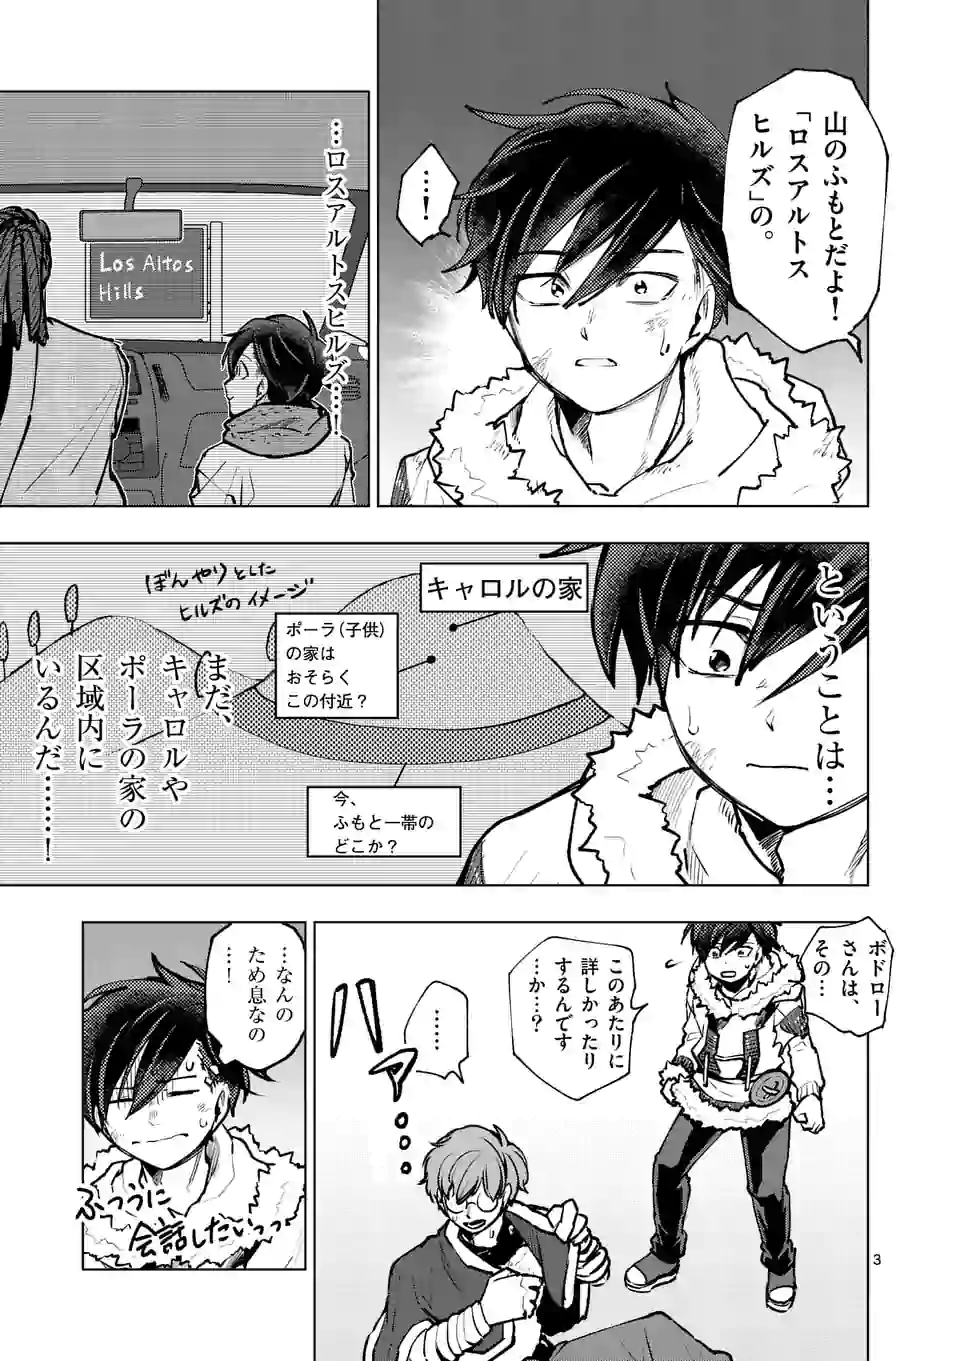 山のふもとだよ！
「ロスアルトス
ヒルズ」の。
…！
…ロスアルトスヒルズ……！
Los Altos
Hills
ということは…
キャロルの家
ポーラ(子供)
の家は
おそらく
この付近？
今、
ふもと一帯の
どこか？
ぼんやりとした
ヒルズのイメージ
まだ、
キャロルや
ポーラの家の
区域内に
いるんだ………！
ボドロー
さんは、
その…
このあたりに
詳しかったり
するんです
…か…？
……
ハァ…
…なんの
ため息なの
…！
ふつうに
会話したいっっ
3